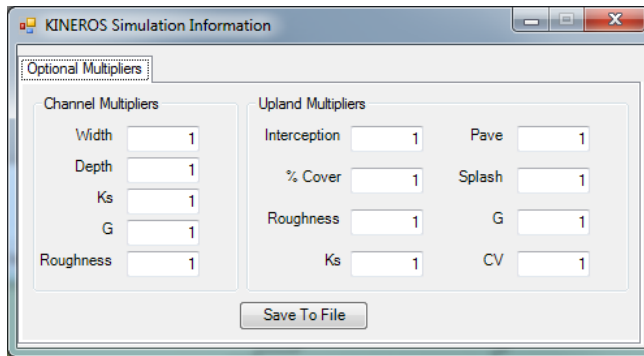 KINEROS Simulation Information
Optional Multipliers
Channel Multipliers
Width 1
Depth 1
Ks 1
G 1
Roughness 1
Upland Multipliers
Interception 1 Pave 1
% Cover 1 Splash 1
Roughness 1 G 1
Ks 1 CV 1
Save To File